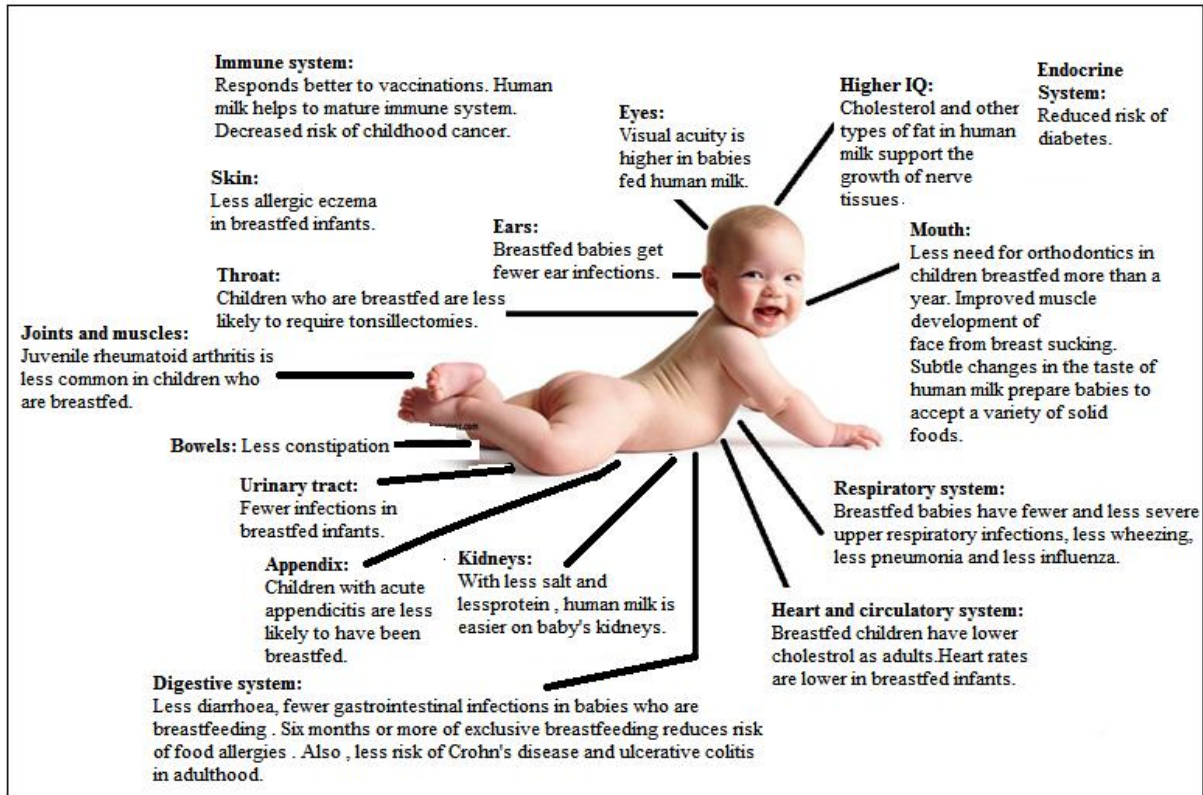 Immune system:
Responds better to vaccinations. Human
milk helps to mature immune system.
Decreased risk of childhood cancer.
Skin:
Less allergic eczema
in breastfed infants.
Throat:
Children who are breastfed are less
likely to require tonsillectomies.
Joints and muscles:
Juvenile rheumatoid arthritis is
less common in children who
are breastfed.
Bowels: Less constipation
Urinary tract:
Fewer infections in
breastfed infants.
Appendix:
Children with acute
appendicitis are less
likely to have been
breastfed.
Kidneys:
With less salt and
lessprotein , human milk is
easier on baby's kidneys.
Digestive system:
Less diarrhoea, fewer gastrointestinal infections in babies who are
breastfeeding . Six months or more of exclusive breastfeeding reduces risk
of food allergies . Also , less risk of Crohn's disease and ulcerative colitis
in adulthood.
Eyes:
Visual acuity is
higher in babies
fed human milk.
Ears:
Breastfed babies get
fewer ear infections.
Higher IQ:
Cholesterol and other
types of fat in human
milk support the
growth of nerve
tissues .
Endocrine
System:
Reduced risk of
diabetes.
Mouth:
Less need for orthodontics in
children breastfed more than a
year. Improved muscle
development of
face from breast sucking.
Subtle changes in the taste of
human milk prepare babies to
accept a variety of solid
foods.
Respiratory system:
Breastfed babies have fewer and less severe
upper respiratory infections, less wheezing,
less pneumonia and less influenza.
Heart and circulatory system:
Breastfed children have lower
cholestrol as adults.Heart rates
are lower in breastfed infants.